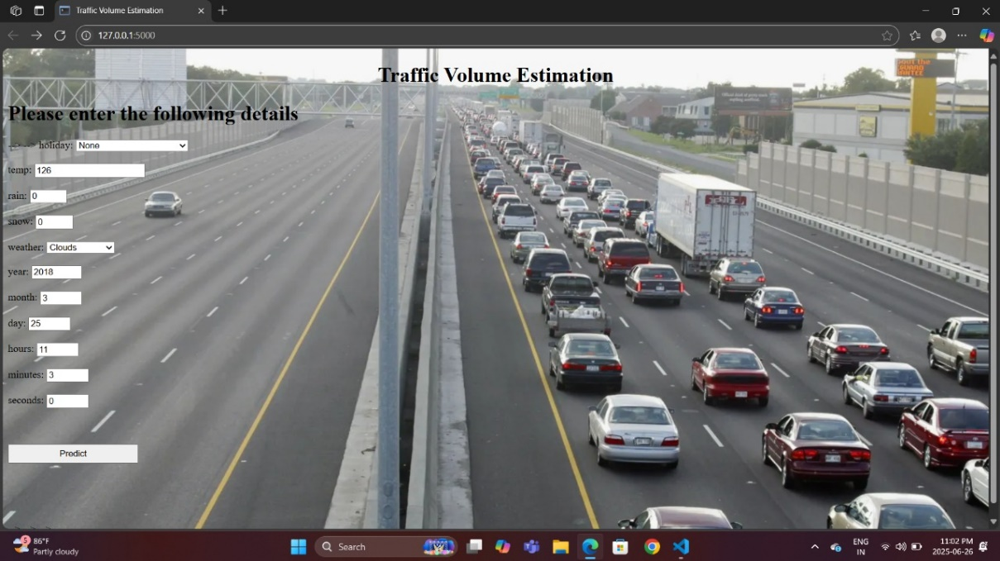 Traffic Volume Estimation
127.0.0.1:5000
Traffic Volume Estimation
Please enter the following details
holiday: None
temp: 126
rain: 0
snow: 0
weather: Clouds
year: 2018
month: 3
day: 25
hours: 11
minutes: 3
seconds: 0
Predict
5
86°F
Partly cloudy
Search
ENG
IN
11:02 PM
2025-06-26